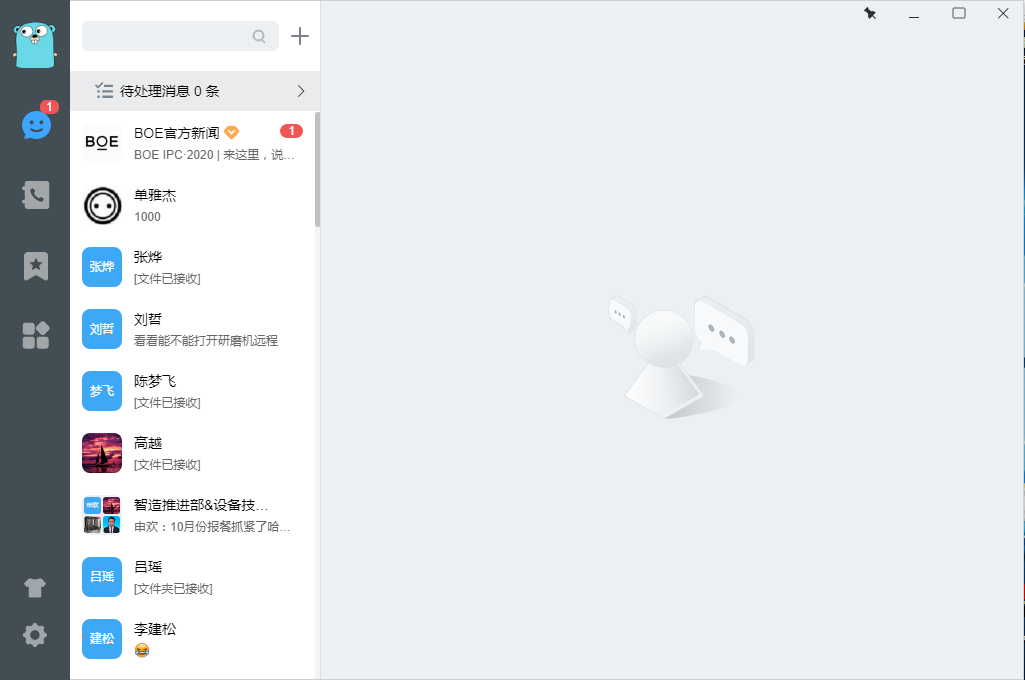 1
待处理消息 0 条
BOE
BOE官方新闻
1
BOE IPC·2020 | 来这里，说...
单雅杰
1000
张烨
张烨
[文件已接收]
刘哲
刘哲
看看能不能打开研磨机远程
梦飞
陈梦飞
[文件已接收]
高越
[文件已接收]
申欢
智造推进部&设备技...
申欢：10月份报餐抓紧了哈...
吕瑶
吕瑶
[文件夹已接收]
建松
李建松